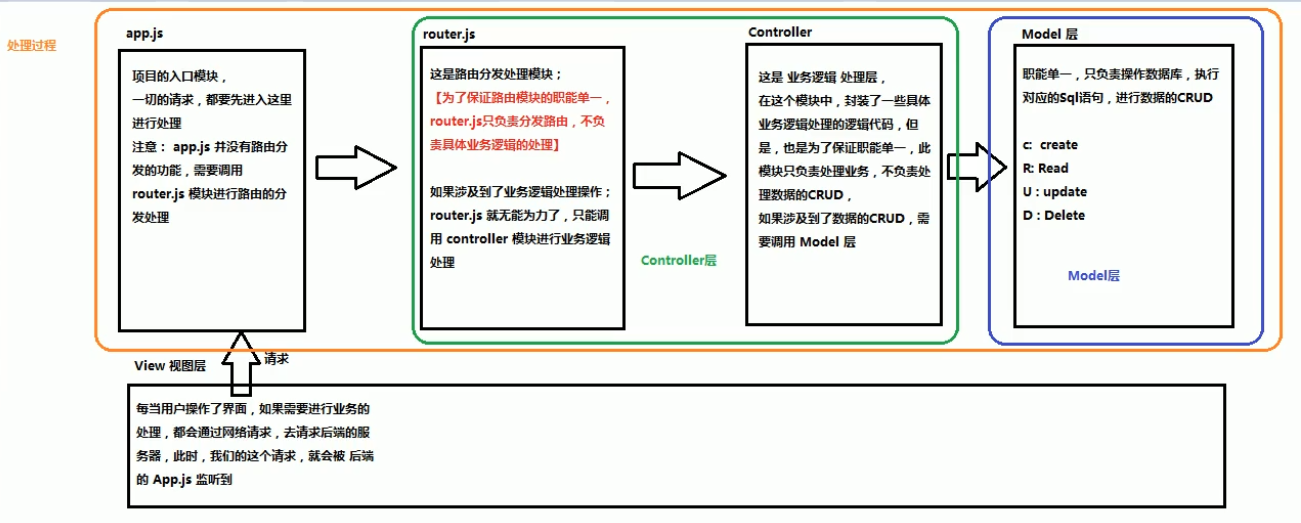 处理过程
app.js
项目的入口模块，
一切的请求，都要先进入这里
进行处理
注意： app.js 并没有路由分
发的功能，需要调用
router.js 模块进行路由的分
发处理
router.js
这是路由分发处理模块；
【为了保证路由模块的职能单一，
router.js只负责分发路由，不负
责具体业务逻辑的处理】
如果涉及到了业务逻辑处理操作；
router.js 就无能为力了，只能调
用 controller 模块进行业务逻辑
处理
Controller层
Controller
这是 业务逻辑 处理层，
在这个模块中，封装了一些具体
业务逻辑处理的逻辑代码，但
是，也是为了保证职能单一，此
模块只负责处理业务，不负责处
理数据的CRUD，
如果涉及到了数据的CRUD，需
要调用 Model 层
Model 层
职能单一，只负责操作数据库，执行
对应的Sql语句，进行数据的CRUD
c: create
R: Read
U : update
D : Delete
Model层
View 视图层
请求
每当用户操作了界面，如果需要进行业务的
处理，都会通过网络请求，去请求后端的服
务器，此时，我们的这个请求，就会被 后端
的 App.js 监听到